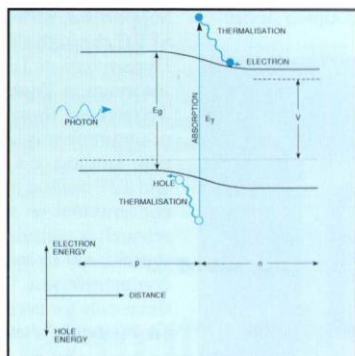 THERMALISATION
ELECTRON
Eg
ABSORPTION
Eγ
V
PHOTON
HOLE
THERMALISATION
ELECTRON
ENERGY
p
n
DISTANCE
HOLE
ENERGY